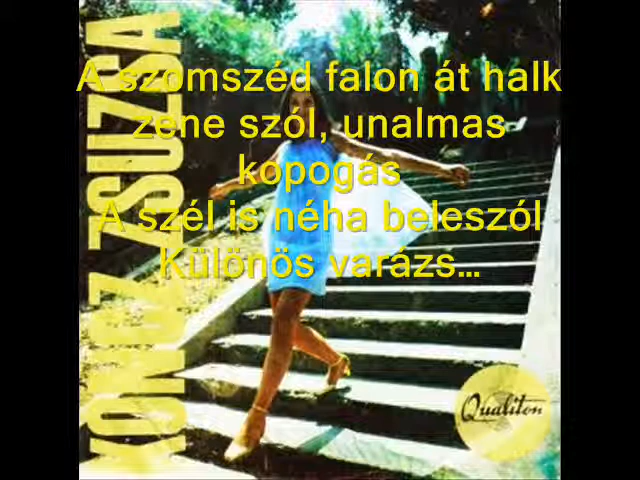 KONCZ ZSUZSA
A szomszéd falon át halk
zene szól, unalmas
kopogás
A szél is néha beleszól
Különös varázs...
Qualiton